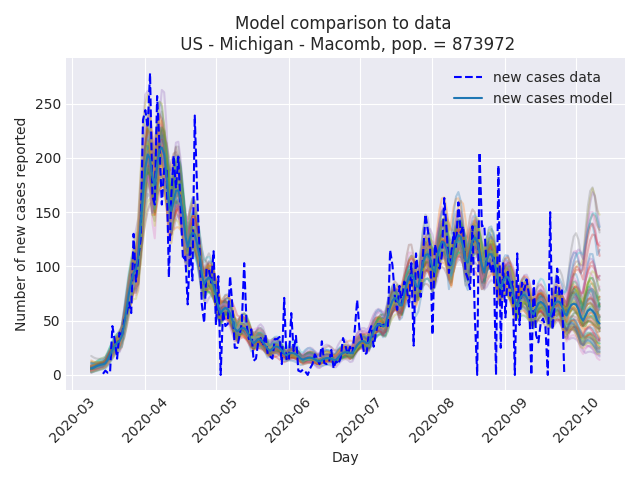 Model comparison to data
US - Michigan - Macomb, pop. = 873972
new cases data
new cases model
Number of new cases reported
250
200
150
100
50
0
2020-03
2020-04
2020-05
2020-06
2020-07
2020-08
2020-09
2020-10
Day